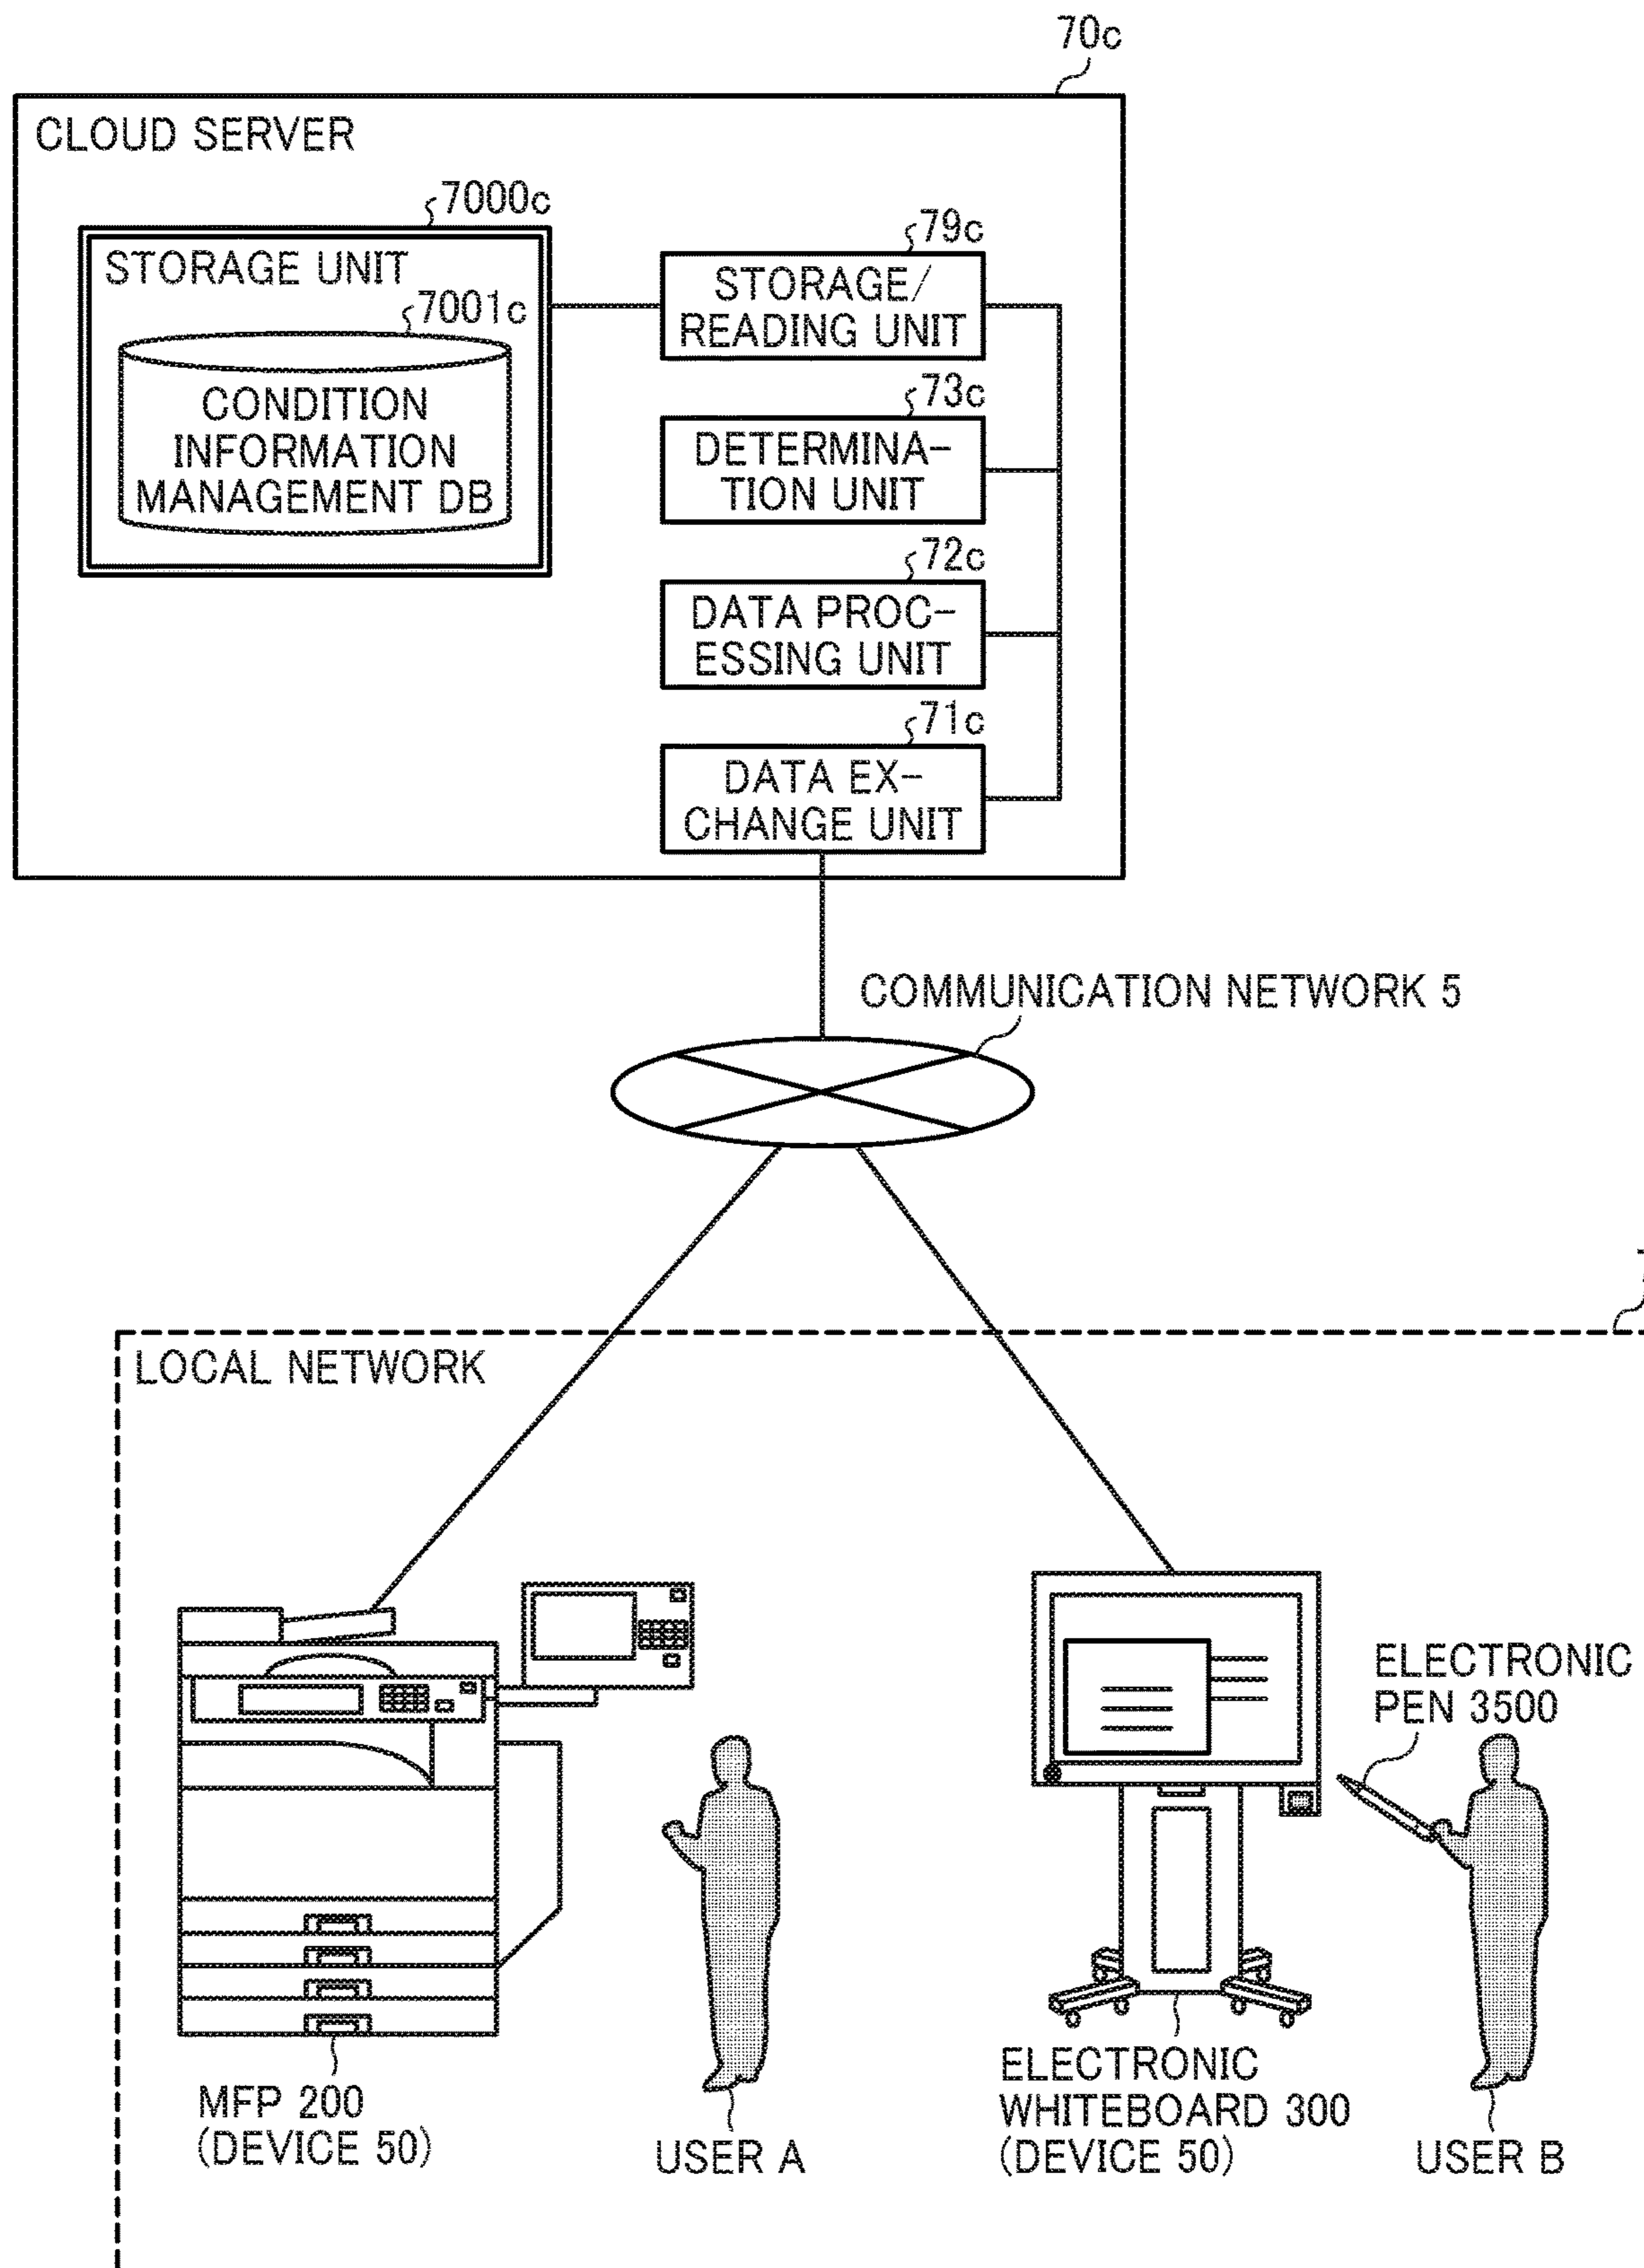 70c
CLOUD SERVER
7000c
STORAGE UNIT
7001c
CONDITION
INFORMATION
MANAGEMENT DB
79c
STORAGE/
READING UNIT
73c
DETERMINA-
TION UNIT
72c
DATA PROC-
ESSING UNIT
71c
DATA EX-
CHANGE UNIT
COMMUNICATION NETWORK 5
LOCAL NETWORK
ELECTRONIC
PEN 3500
MFP 200
(DEVICE 50)
USER A
ELECTRONIC
WHITEBOARD 300
(DEVICE 50)
USER B